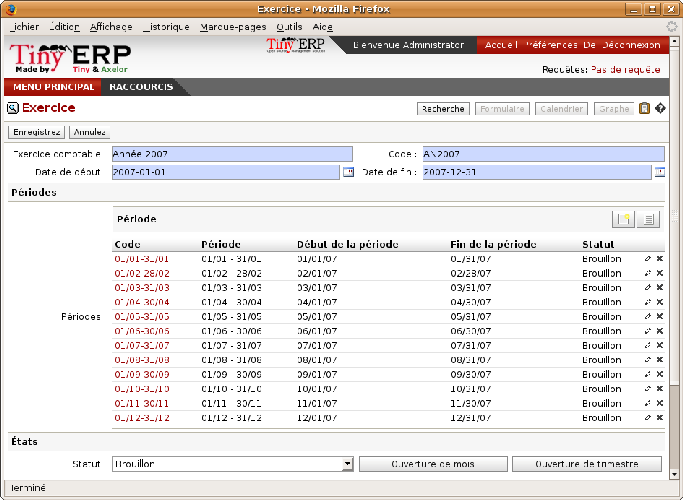 Exercice - Mozilla Firefox
Fichier Édition Affichage Historique Marque-pages Outils Aide
Tiny ERP
Made by Tiny & Axelor
Tiny ERP
Bienvenue Administrator
Accueil Préférences De Déconnexion
Requêtes: Pas de requête
MENU PRINCIPAL RACCOURCIS
Exercice
Recherche Formulaire Calendrier Graphe
Enregistrez Annulez
Exercice comptable Année 2007 Code : AN2007
Date de début 2007-01-01 Date de fin : 2007-12-31
Périodes
Période
Code Période Début de la période Fin de la période Statut
01/01-31/01 01/01 - 31/01 01/01/07 01/31/07 Brouillon
01/02-28/02 01/02 - 28/02 02/01/07 02/28/07 Brouillon
01/03-31/03 01/03 - 31/03 03/01/07 03/31/07 Brouillon
01/04-30/04 01/04 - 30/04 04/01/07 04/30/07 Brouillon
Périodes
01/05-31/05 01/05 - 31/05 05/01/07 05/31/07 Brouillon
01/06-30/06 01/06 - 30/06 06/01/07 06/30/07 Brouillon
01/07-31/07 01/07 - 31/07 07/01/07 07/31/07 Brouillon
01/08-31/08 01/08 - 31/08 08/01/07 08/31/07 Brouillon
01/09-30/09 01/09 - 30/09 09/01/07 09/30/07 Brouillon
01/10-31/10 01/10 - 31/10 10/01/07 10/31/07 Brouillon
01/11-30/11 01/11 - 30/11 11/01/07 11/30/07 Brouillon
01/12-31/12 01/12 - 31/12 12/01/07 12/31/07 Brouillon
États
Statut Brouillon Ouverture de mois Ouverture de trimestre
Terminé